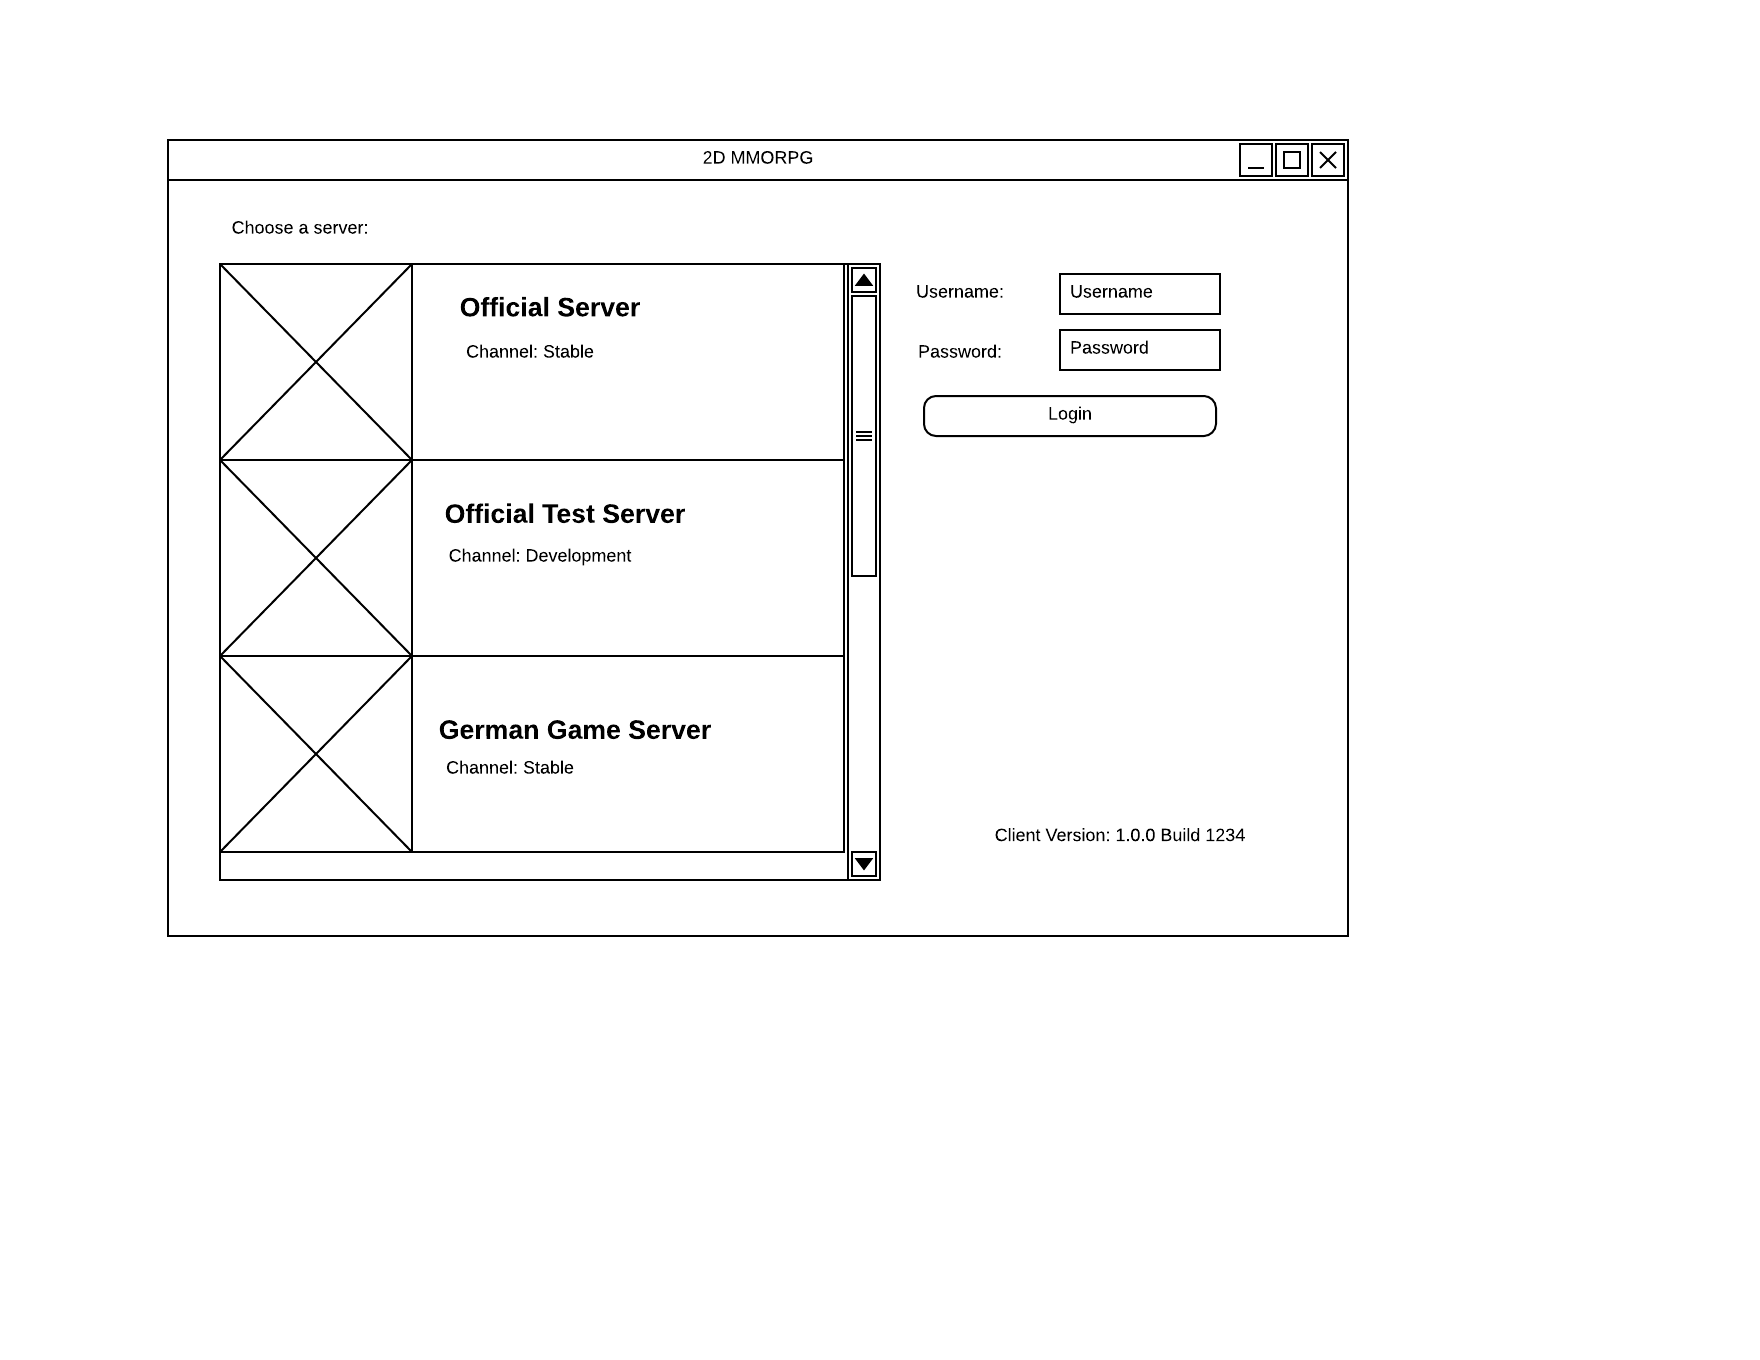 2D MMORPG
Choose a server:
Official Server
Channel: Stable
Official Test Server
Channel: Development
German Game Server
Channel: Stable
Username: Username
Password: Password
Login
Client Version: 1.0.0 Build 1234